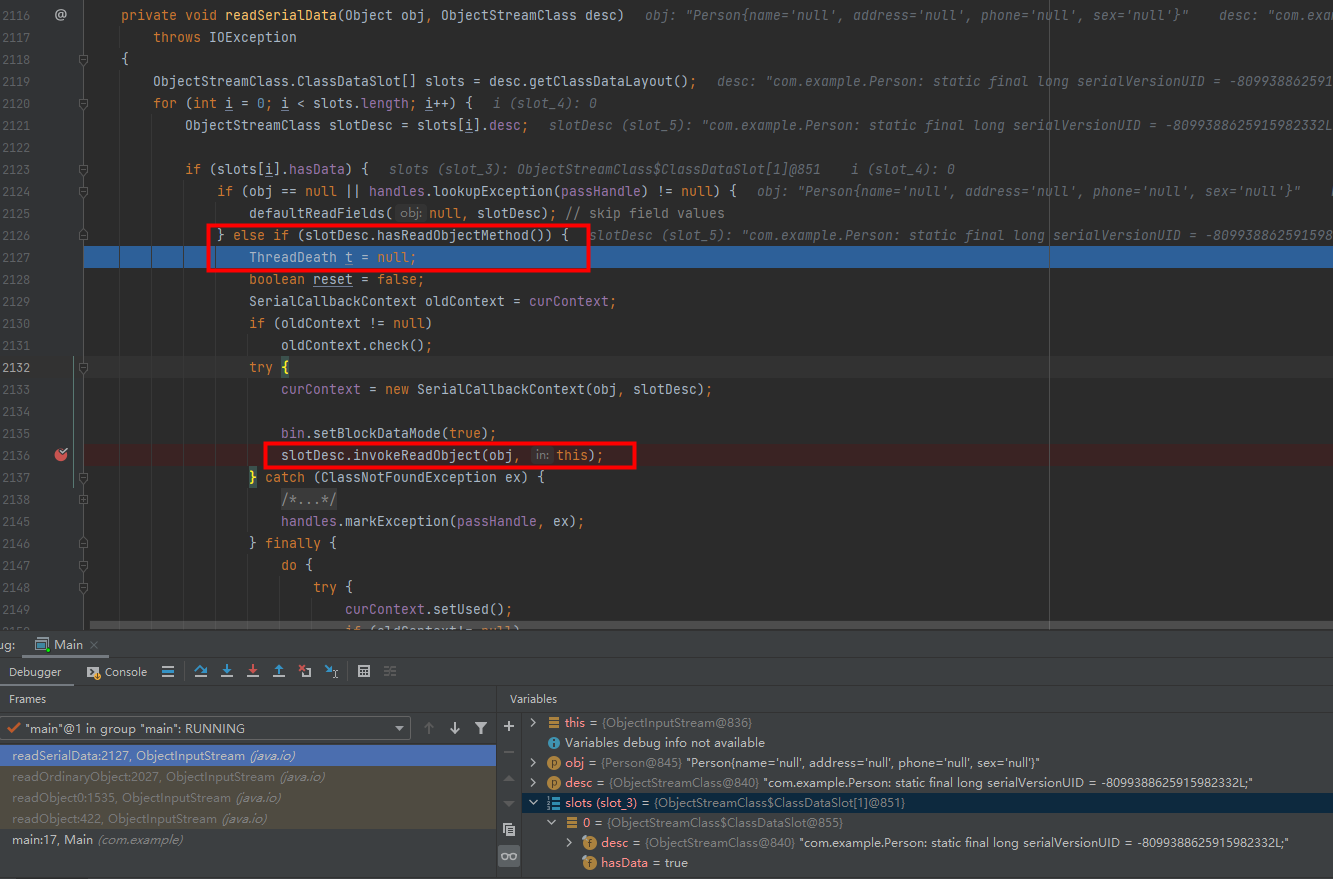 2116 @ private void readSerialData(Object obj, ObjectStreamClass desc) obj: "Person{name='null', address='null', phone='null', sex='null'}" desc: "com.exa
2117 throws IOException
2118 {
2119 ObjectStreamClass.ClassDataSlot[] slots = desc.getClassDataLayout(); desc: "com.example.Person: static final long serialVersionUID = -809938862591
2120 for (int i = 0; i < slots.length; i++) { i (slot_4): 0
2121 ObjectStreamClass slotDesc = slots[i].desc; slotDesc (slot_5): "com.example.Person: static final long serialVersionUID = -8099388625915982332L
2122
2123 if (slots[i].hasData) { slots (slot_3): ObjectStreamClass$ClassDataSlot[1]@851 i (slot_4): 0
2124 if (obj == null || handles.lookupException(passHandle) != null) { obj: "Person{name='null', address='null', phone='null', sex='null'}"
2125 defaultReadFields( obj: null, slotDesc); // skip field values
2126 } else if (slotDesc.hasReadObjectMethod()) { slotDesc (slot_5): "com.example.Person: static final long serialVersionUID = -80993886259159
2127 ThreadDeath t = null;
2128 boolean reset = false;
2129 SerialCallbackContext oldContext = curContext;
2130 if (oldContext != null)
2131 oldContext.check();
2132 try {
2133 curContext = new SerialCallbackContext(obj, slotDesc);
2134
2135 bin.setBlockDataMode(true);
2136 slotDesc.invokeReadObject(obj, in: this);
2137 } catch (ClassNotFoundException ex) {
2138 /*...*/
2145 handles.markException(passHandle, ex);
2146 } finally {
2147 do {
2148 try {
2149 curContext.setUsed();
ug: Main
Debugger Console
Frames Variables
"main"@1 in group "main": RUNNING
readSerialData:2127, ObjectInputStream (java.io)
readOrdinaryObject:2027, ObjectInputStream (java.io)
readObject0:1535, ObjectInputStream (java.io)
readObject:422, ObjectInputStream (java.io)
main:17, Main (com.example)
this = {ObjectInputStream@836}
Variables debug info not available
obj = {Person@845} "Person{name='null', address='null', phone='null', sex='null'}"
desc = {ObjectStreamClass@840} "com.example.Person: static final long serialVersionUID = -8099388625915982332L;"
slots (slot_3) = {ObjectStreamClass$ClassDataSlot[1]@851}
0 = {ObjectStreamClass$ClassDataSlot@855}
desc = {ObjectStreamClass@840} "com.example.Person: static final long serialVersionUID = -8099388625915982332L;"
hasData = true